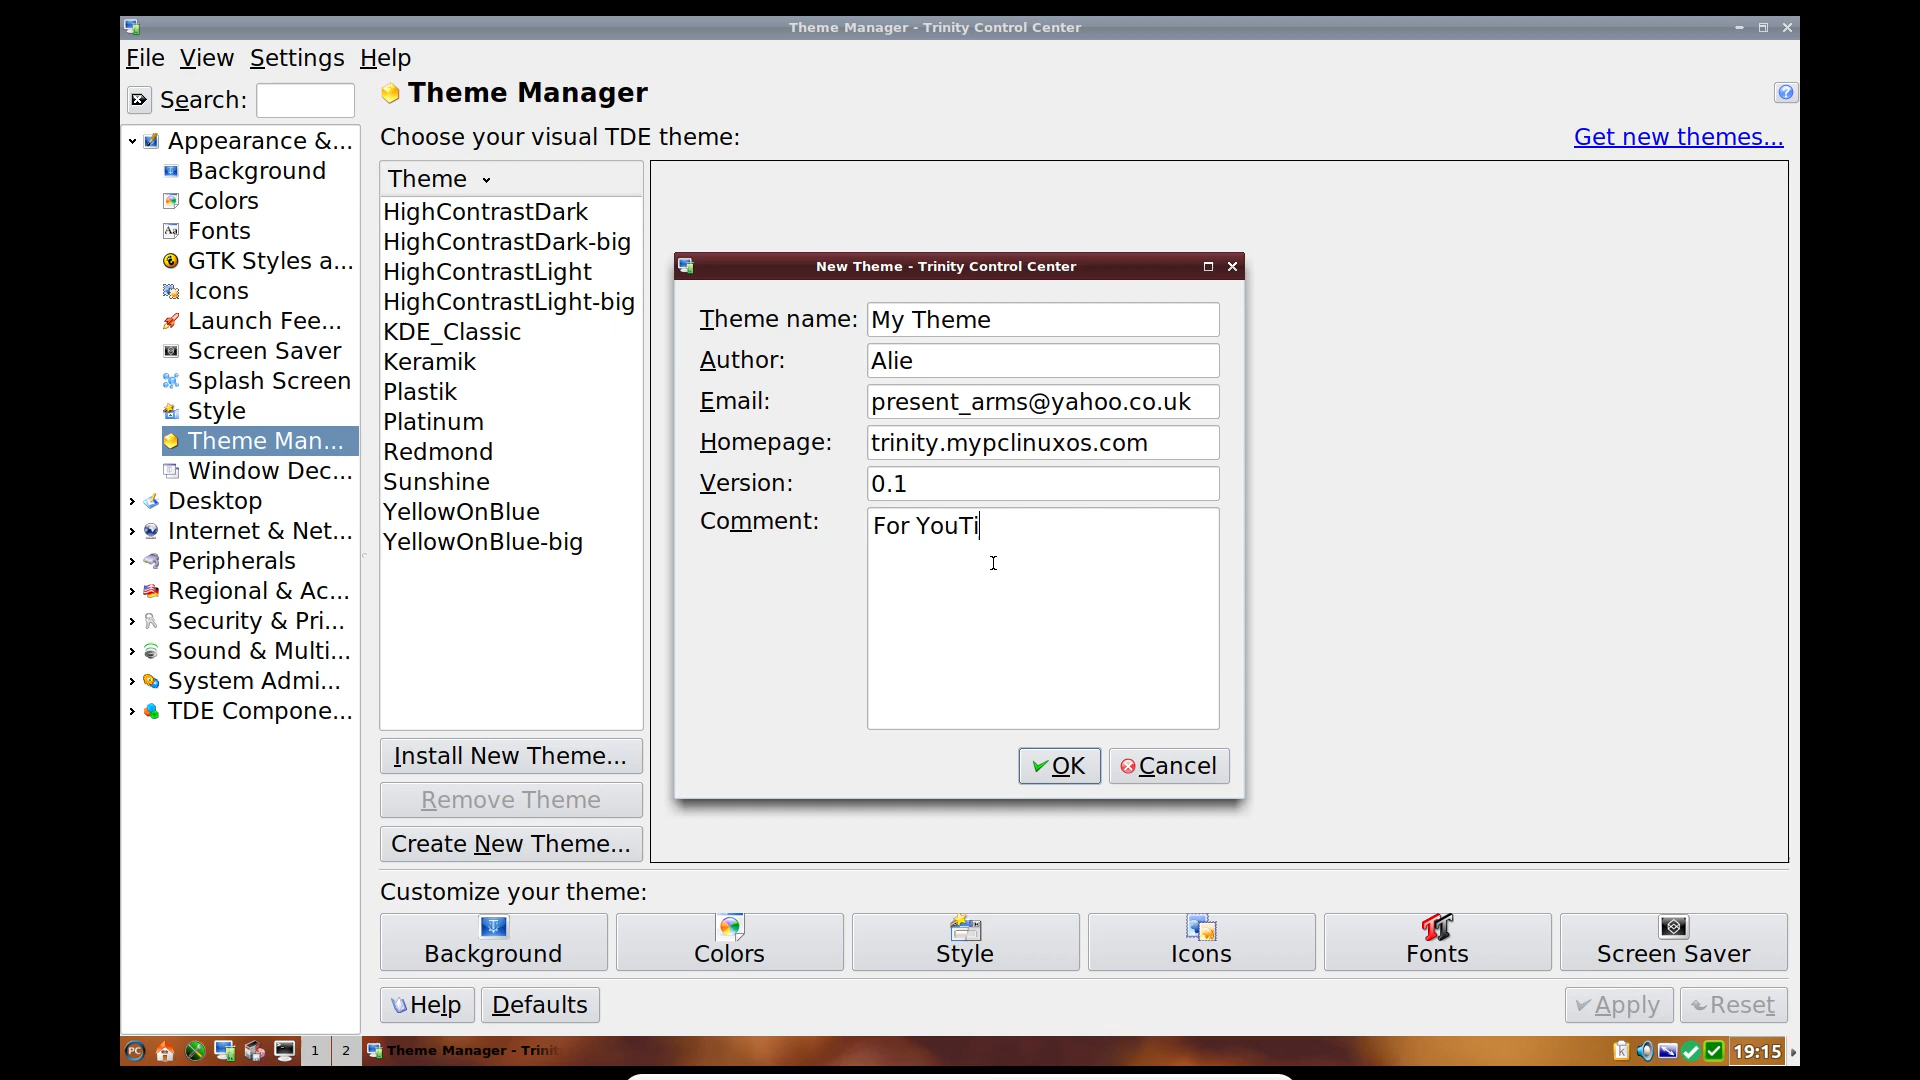 Theme Manager - Trinity Control Center
File View Settings Help
Search:
Theme Manager
Choose your visual TDE theme:
Get new themes...
Appearance &...
Background
Colors
Fonts
GTK Styles a...
Icons
Launch Fee...
Screen Saver
Splash Screen
Style
Theme Man...
Window Dec...
Desktop
Internet & Net...
Peripherals
Regional & Ac...
Security & Pri...
Sound & Multi...
System Admi...
TDE Compone...
Theme
HighContrastDark
HighContrastDark-big
HighContrastLight
HighContrastLight-big
KDE_Classic
Keramik
Plastik
Platinum
Redmond
Sunshine
YellowOnBlue
YellowOnBlue-big
Install New Theme...
Remove Theme
Create New Theme...
New Theme - Trinity Control Center
Theme name: My Theme
Author: Alie
Email: present_arms@yahoo.co.uk
Homepage: trinity.mypclinuxos.com
Version: 0.1
Comment: For YouTi
OK Cancel
Customize your theme:
Background Colors Style Icons Fonts Screen Saver
Help Defaults Apply Reset
PC 1 2 Theme Manager - Trinit 19:15